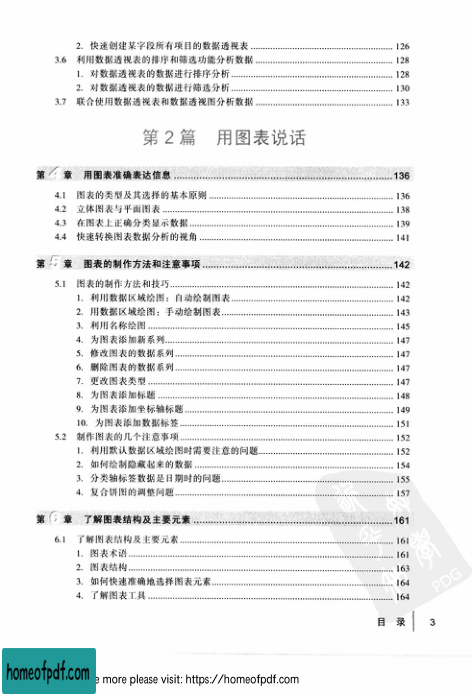 2. 快速创建某字段所有项目的数据透视表 126
3.6 利用数据透视表的排序和筛选功能分析数据 128
1. 对数据透视表的数据进行排序分析 128
2. 对数据透视表的数据进行筛选分析 130
3.7 联合使用数据透视表和数据透视图分析数据 133
第 2 篇 用图表说话
第 4 章 用图表准确表达信息 136
4.1 图表的类型及其选择的基本原则 136
4.2 立体图表与平面图表 138
4.3 在图表上正确分类显示数据 139
4.4 快速转换图表数据分析的视角 141
第 5 章 图表的制作方法和注意事项 142
5.1 图表的制作方法和技巧 142
1. 利用数据区域绘图：自动绘制图表 142
2. 用数据区域绘图：手动绘制图表 143
3. 利用名称绘图 145
4. 为图表添加新系列 147
5. 修改图表的数据系列 147
6. 删除图表的数据系列 147
7. 更改图表类型 147
8. 为图表添加标题 148
9. 为图表添加坐标轴标题 149
10. 为图表添加数据标签 151
5.2 制作图表的几个注意事项 152
1. 利用默认数据区域绘图时需要注意的问题 152
2. 如何绘制隐藏起来的数据 154
3. 分类轴标签数据是日期时的问题 155
4. 复合饼图的调整问题 157
第 6 章 了解图表结构及主要元素 161
6.1 了解图表结构及主要元素 161
1. 图表术语 161
2. 图表结构 163
3. 如何快速准确地选择图表元素 164
4. 了解图表工具 164
PDG
目 录 3
homeofpdf.com
e more please visit: https://homeofpdf.com